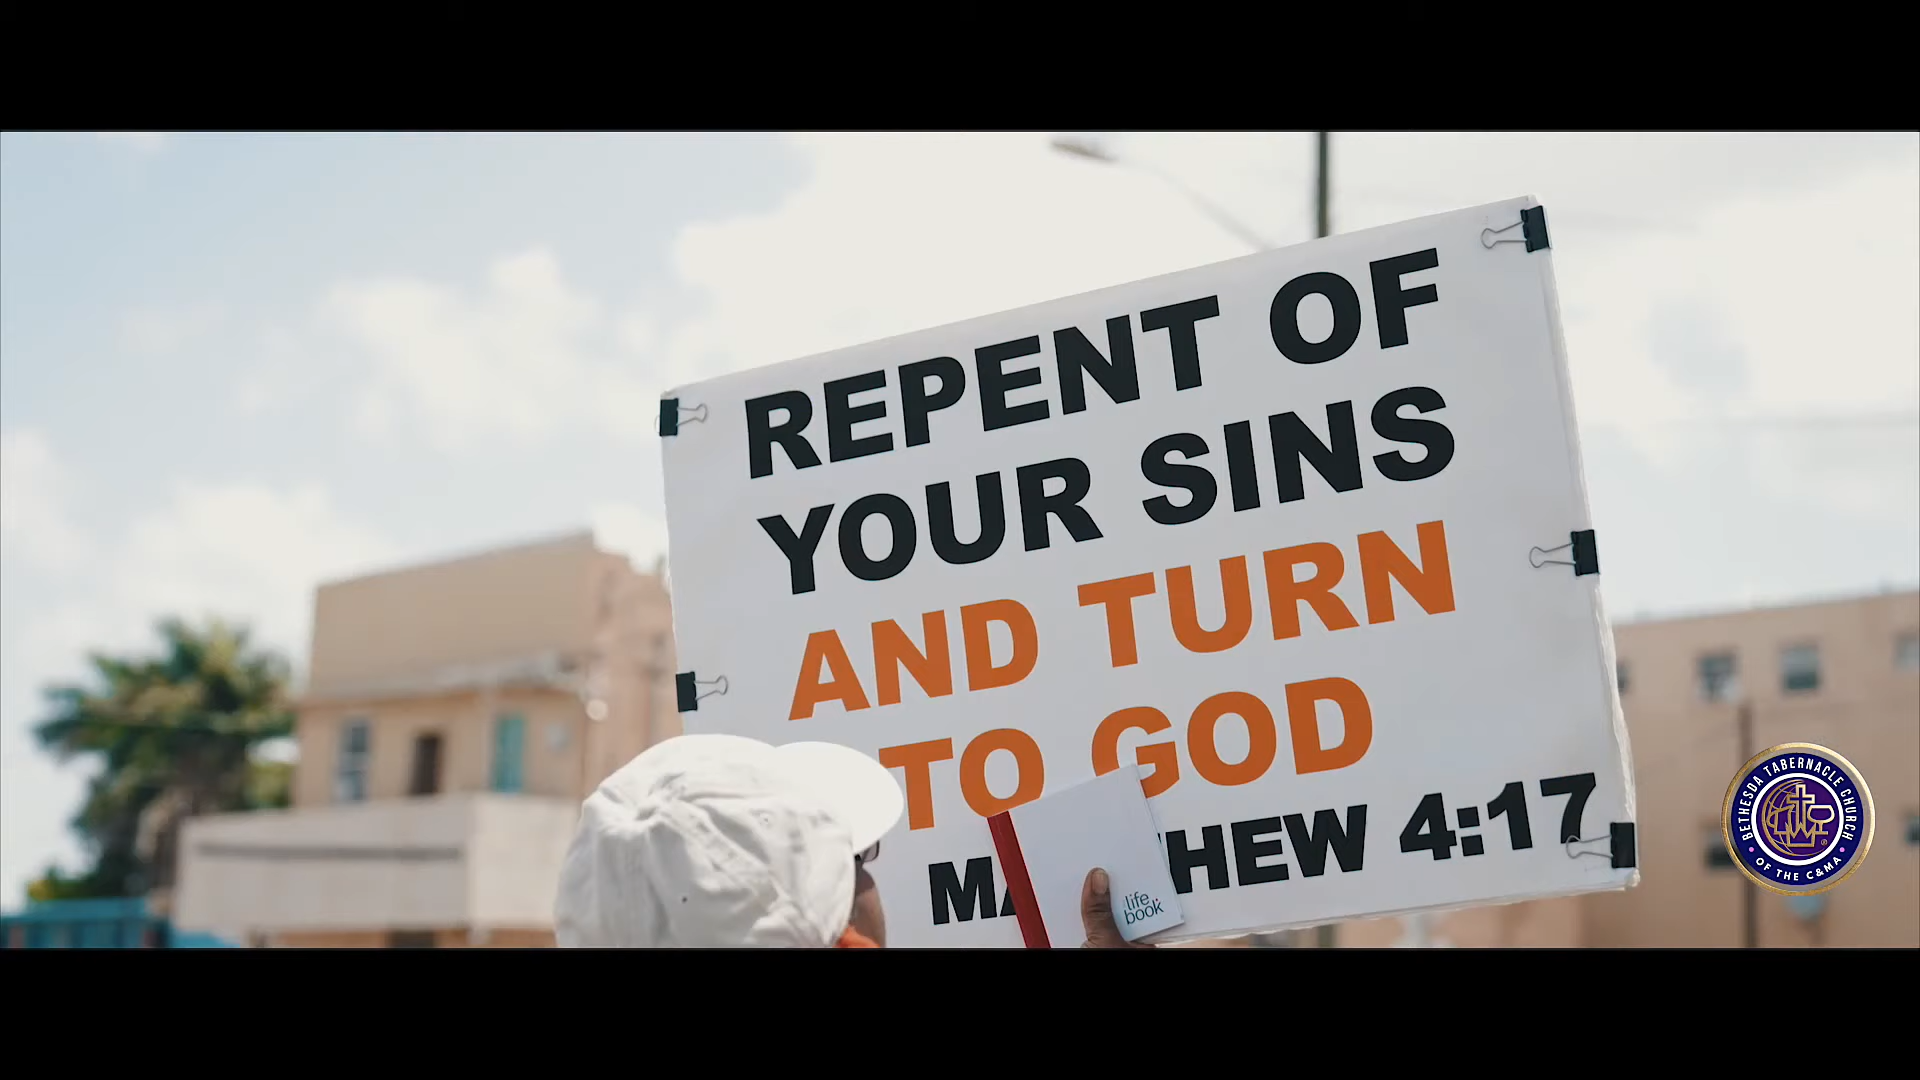 REPENT OF
YOUR SINS
AND TURN
TO GOD
MA HEW 4:17
life
book
BETHESDA TABERNACLE CHURCH
OF THE C&MA